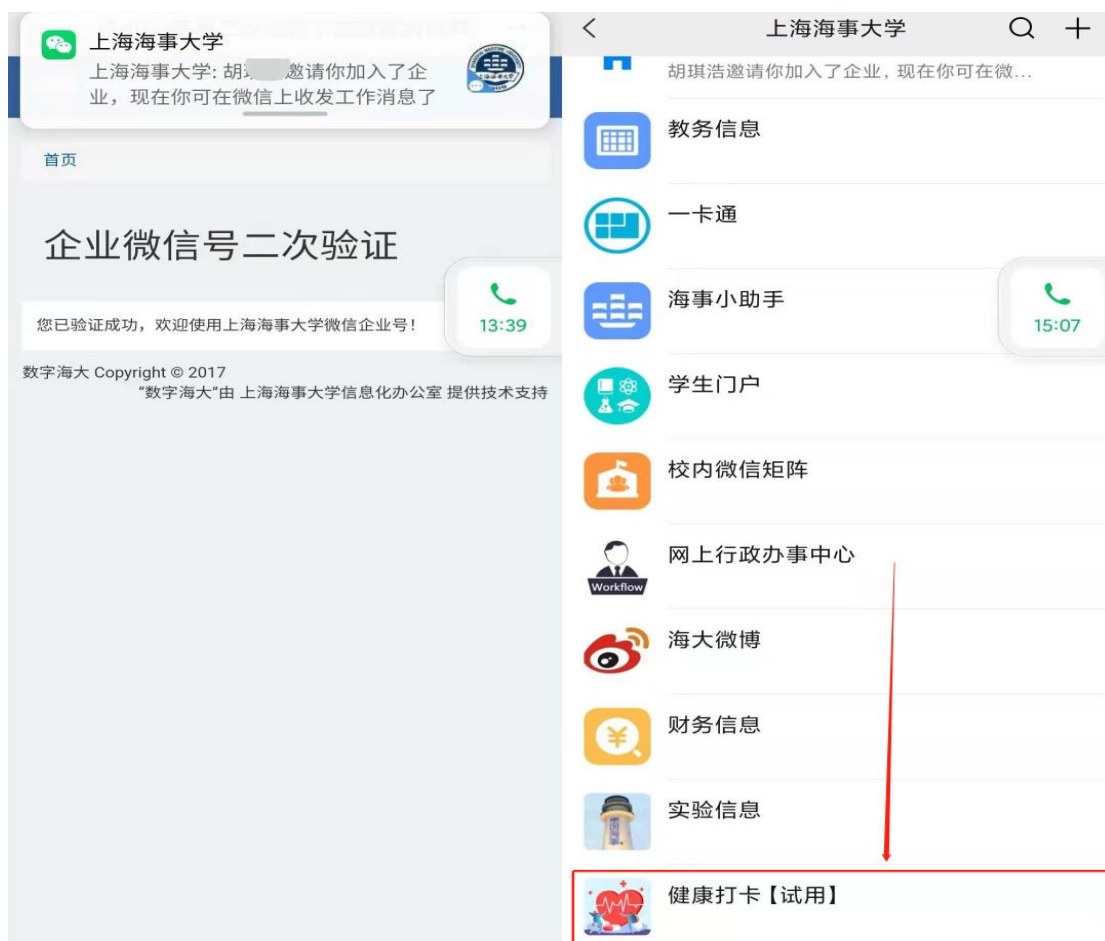 上海海事大学
上海海事大学: 胡 邀请你加入了企
业，现在你可在微信上收发工作消息了
首页
企业微信号二次验证
您已验证成功，欢迎使用上海海事大学微信企业号！
13:39
数字海大 Copyright © 2017
“数字海大”由 上海海事大学信息化办公室 提供技术支持
上海海事大学
胡琪浩邀请你加入了企业，现在你可在微...
教务信息
一卡通
海事小助手
15:07
学生门户
校内微信矩阵
网上行政办事中心
Workflow
海大微博
财务信息
实验信息
健康打卡【试用】